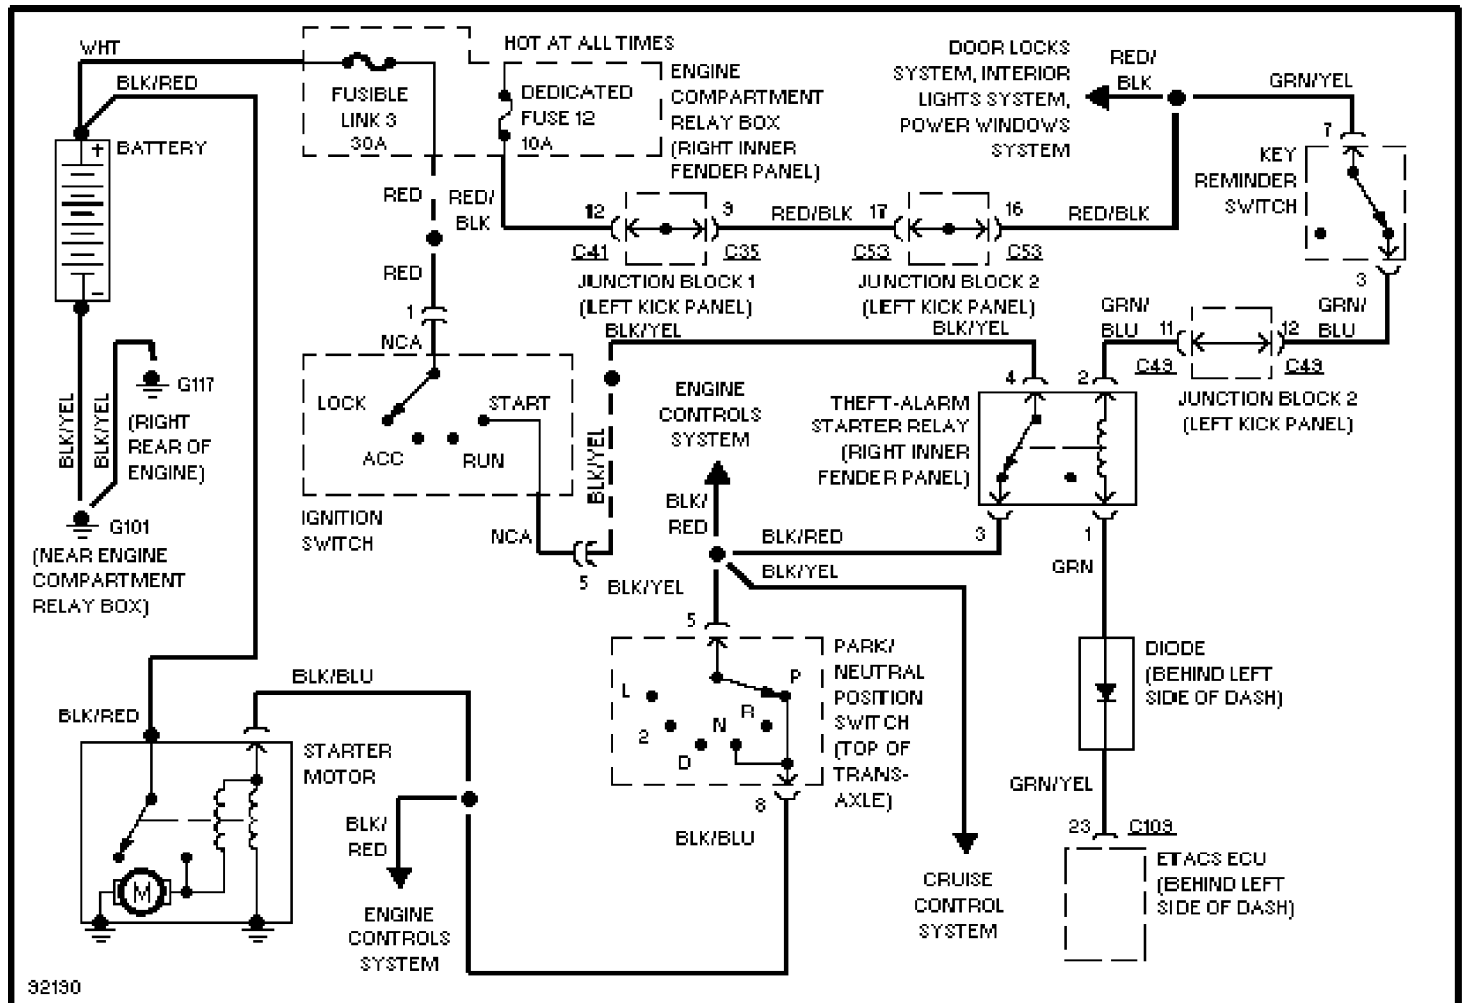 WHT
BLK/RED
BATTERY
+
-
FUSIBLE
LINK 3
30A
HOT AT ALL TIMES
DEDICATED
FUSE 12
10A
ENGINE
COMPARTMENT
RELAY BOX
(RIGHT INNER
FENDER PANEL)
DOOR LOCKS
SYSTEM, INTERIOR
LIGHTS SYSTEM,
POWER WINDOWS
SYSTEM
RED/
BLK
GRN/YEL
7
KEY
REMINDER
SWITCH
3
RED
RED/
BLK
12
9
RED/BLK
17
16
RED/BLK
C41
C35
C53
C53
JUNCTION BLOCK 1
(LEFT KICK PANEL)
JUNCTION BLOCK 2
(LEFT KICK PANEL)
RED
1
NCA
BLK/YEL
BLK/YEL
GRN/
BLU
11
12
GRN/
BLU
C49
C49
JUNCTION BLOCK 2
(LEFT KICK PANEL)
LOCK
START
ACC
RUN
IGNITION
SWITCH
NCA
5
BLK/YEL
BLK/YEL
BLK/YEL
BLK/YEL
G117
(RIGHT
REAR OF
ENGINE)
G101
(NEAR ENGINE
COMPARTMENT
RELAY BOX)
ENGINE
CONTROLS
SYSTEM
4
2
THEFT-ALARM
STARTER RELAY
(RIGHT INNER
FENDER PANEL)
BLK/
RED
BLK/RED
3
1
BLK/YEL
GRN
5
PARK/
NEUTRAL
POSITION
SWITCH
(TOP OF
TRANS-
AXLE)
L
2
D
N
R
P
8
BLK/BLU
DIODE
(BEHIND LEFT
SIDE OF DASH)
GRN/YEL
23
C109
ETACS ECU
(BEHIND LEFT
SIDE OF DASH)
CRUISE
CONTROL
SYSTEM
BLK/BLU
BLK/RED
STARTER
MOTOR
M
BLK/
RED
ENGINE
CONTROLS
SYSTEM
92190